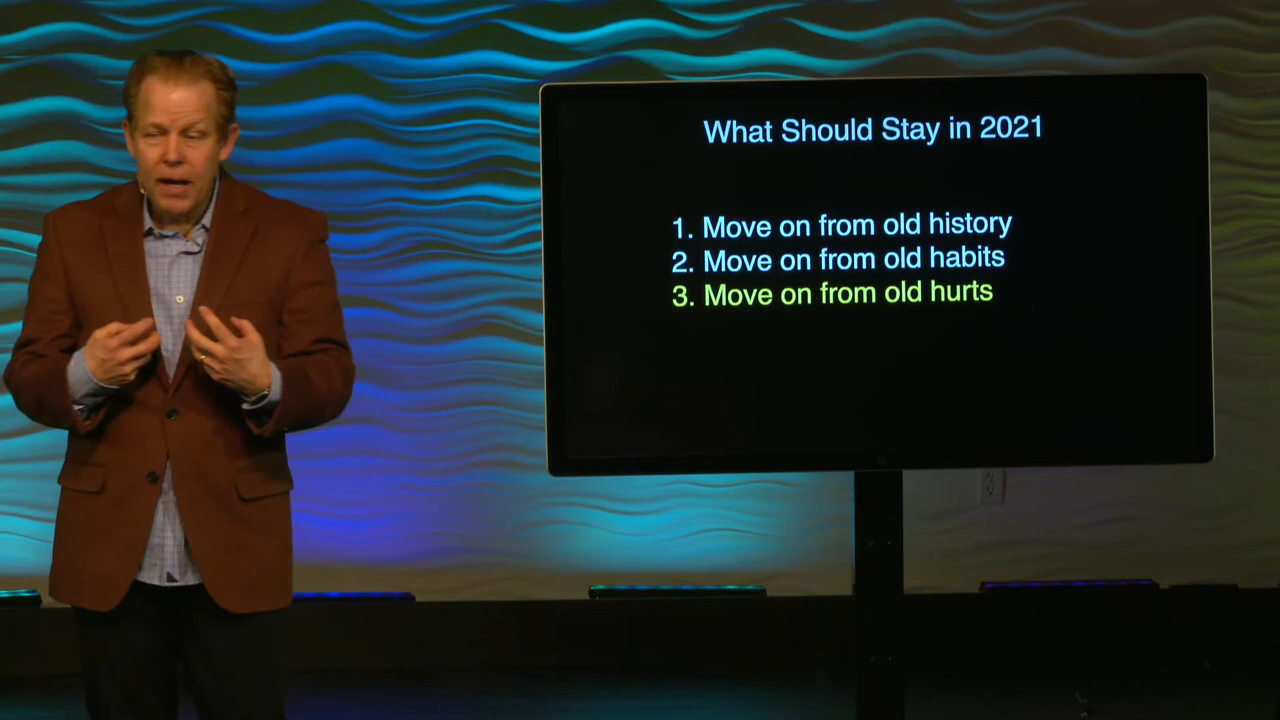 What Should Stay in 2021
1. Move on from old history
2. Move on from old habits
3. Move on from old hurts